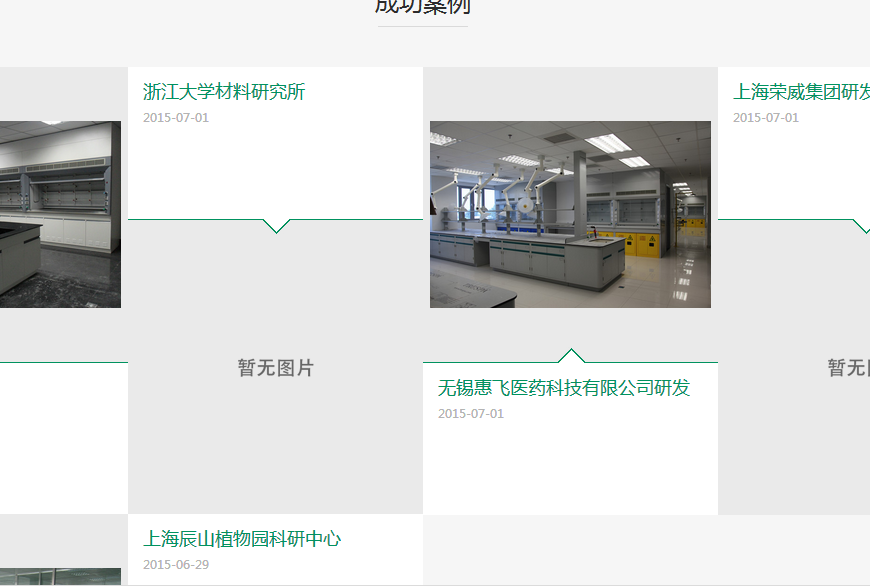 成功案例
浙江大学材料研究所
2015-07-01
上海荣威集团研发
2015-07-01
暂无图片
暂无
无锡惠飞医药科技有限公司研发
2015-07-01
上海辰山植物园科研中心
2015-06-29